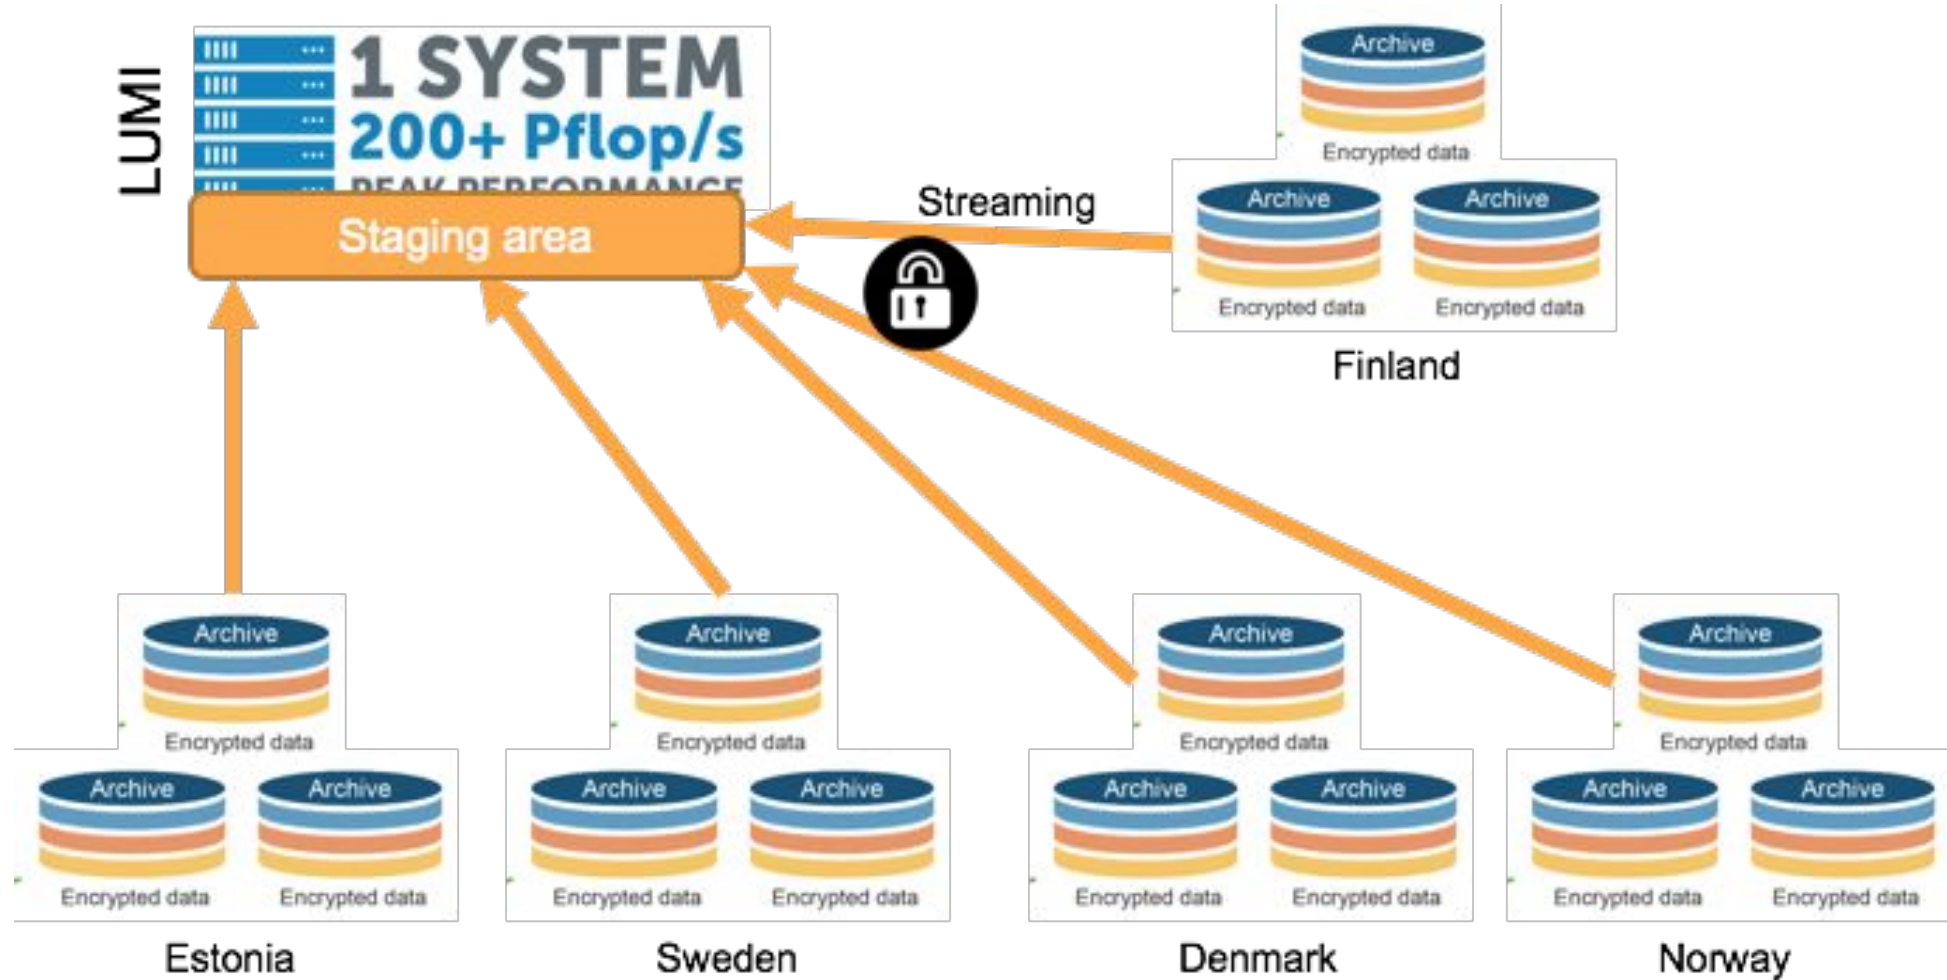 LUMI
1 SYSTEM
200+ Pflop/s
PEAK PERFORMANCE
Staging area
Streaming
Archive
Encrypted data
Archive Archive
Encrypted data Encrypted data
Finland
Archive
Encrypted data
Archive Archive
Encrypted data Encrypted data
Estonia
Archive
Encrypted data
Archive Archive
Encrypted data Encrypted data
Sweden
Archive
Encrypted data
Archive Archive
Encrypted data Encrypted data
Denmark
Archive
Encrypted data
Archive Archive
Encrypted data Encrypted data
Norway